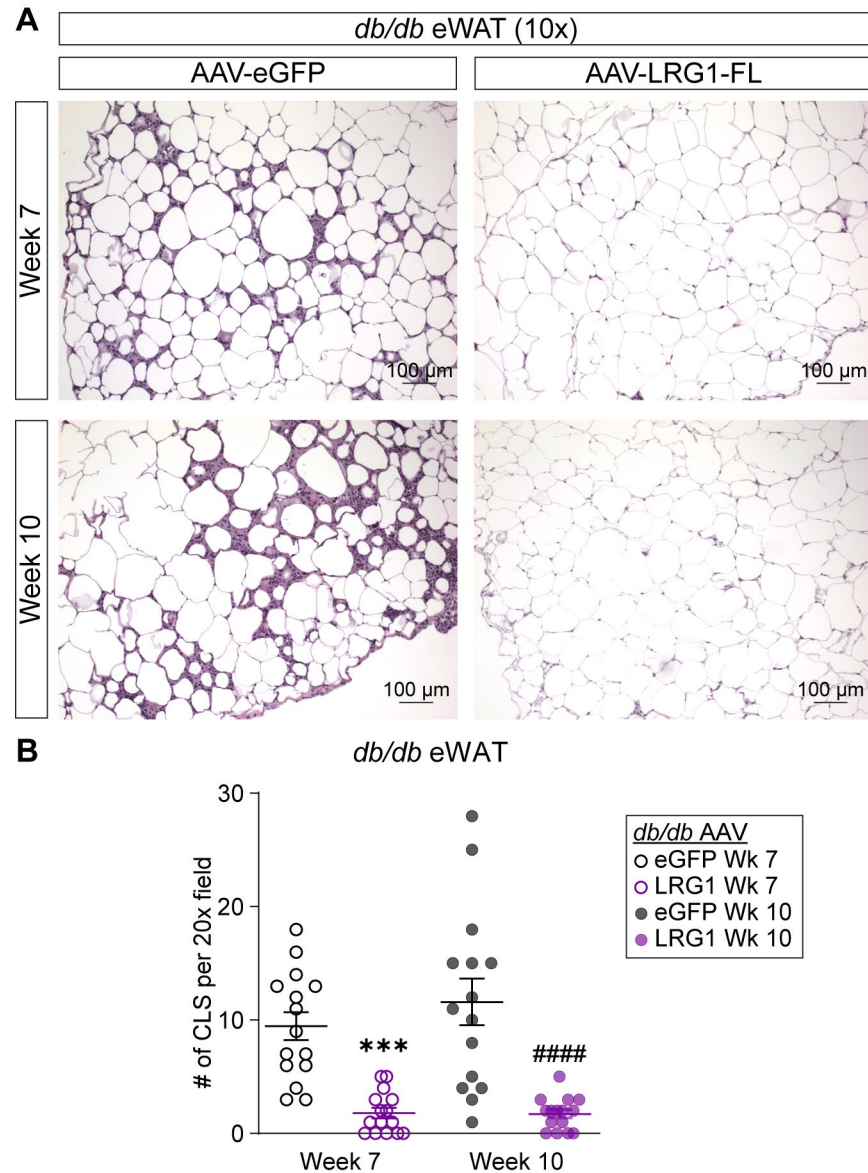 A
db/db eWAT (10x)
AAV-eGFP
AAV-LRG1-FL
Week 7
100 µm
100 µm
Week 10
100 µm
100 µm
B
db/db eWAT
# of CLS per 20x field
30
20
10
0
***
####
Week 7
Week 10
db/db AAV
eGFP Wk 7
LRG1 Wk 7
eGFP Wk 10
LRG1 Wk 10